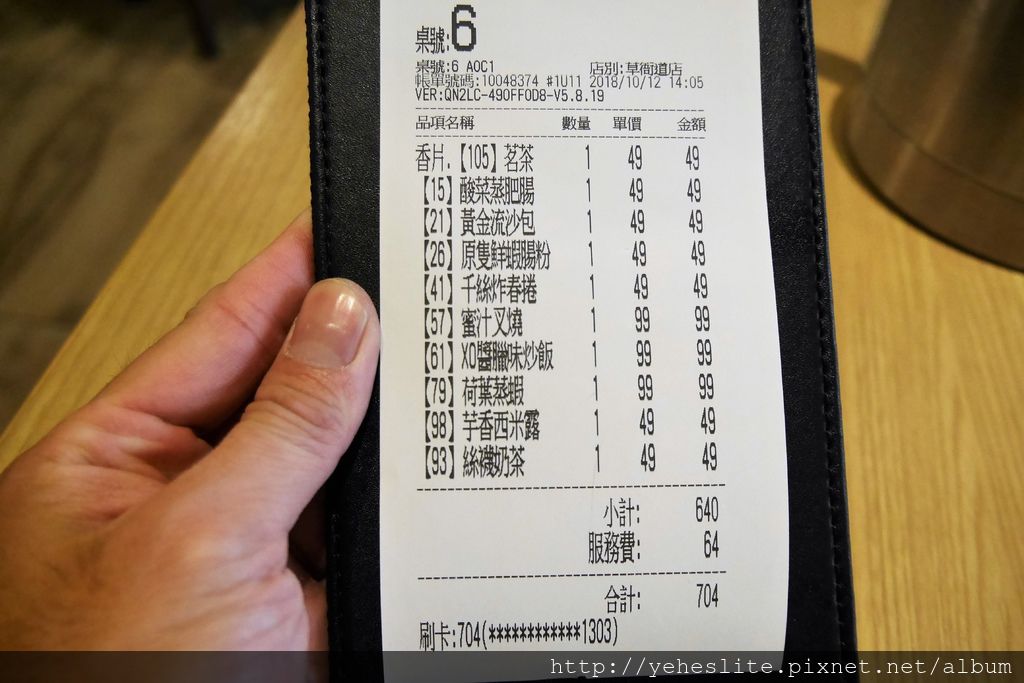 桌號:6
桌號:6 AOC1 店別:草衙道店
帳單號碼:10048374 #1U11 2018/10/12 14:05
VER:QN2LC-490FF0D8-V5.8.19
品項名稱 數量 單價 金額
香片.【105】茗茶 1 49 49
【15】酸菜蒸肥腸 1 49 49
【21】黃金流沙包 1 49 49
【26】原隻鮮蝦腸粉 1 49 49
【41】千絲炸春捲 1 49 49
【57】蜜汁叉燒 1 99 99
【61】XO醬臘味炒飯 1 99 99
【79】荷葉蒸蝦 1 99 99
【98】芋香西米露 1 49 49
【93】絲襪奶茶 1 49 49
小計: 640
服務費: 64
合計: 704
刷卡:704(************1303)
http://yeheslite.pixnet.net/album